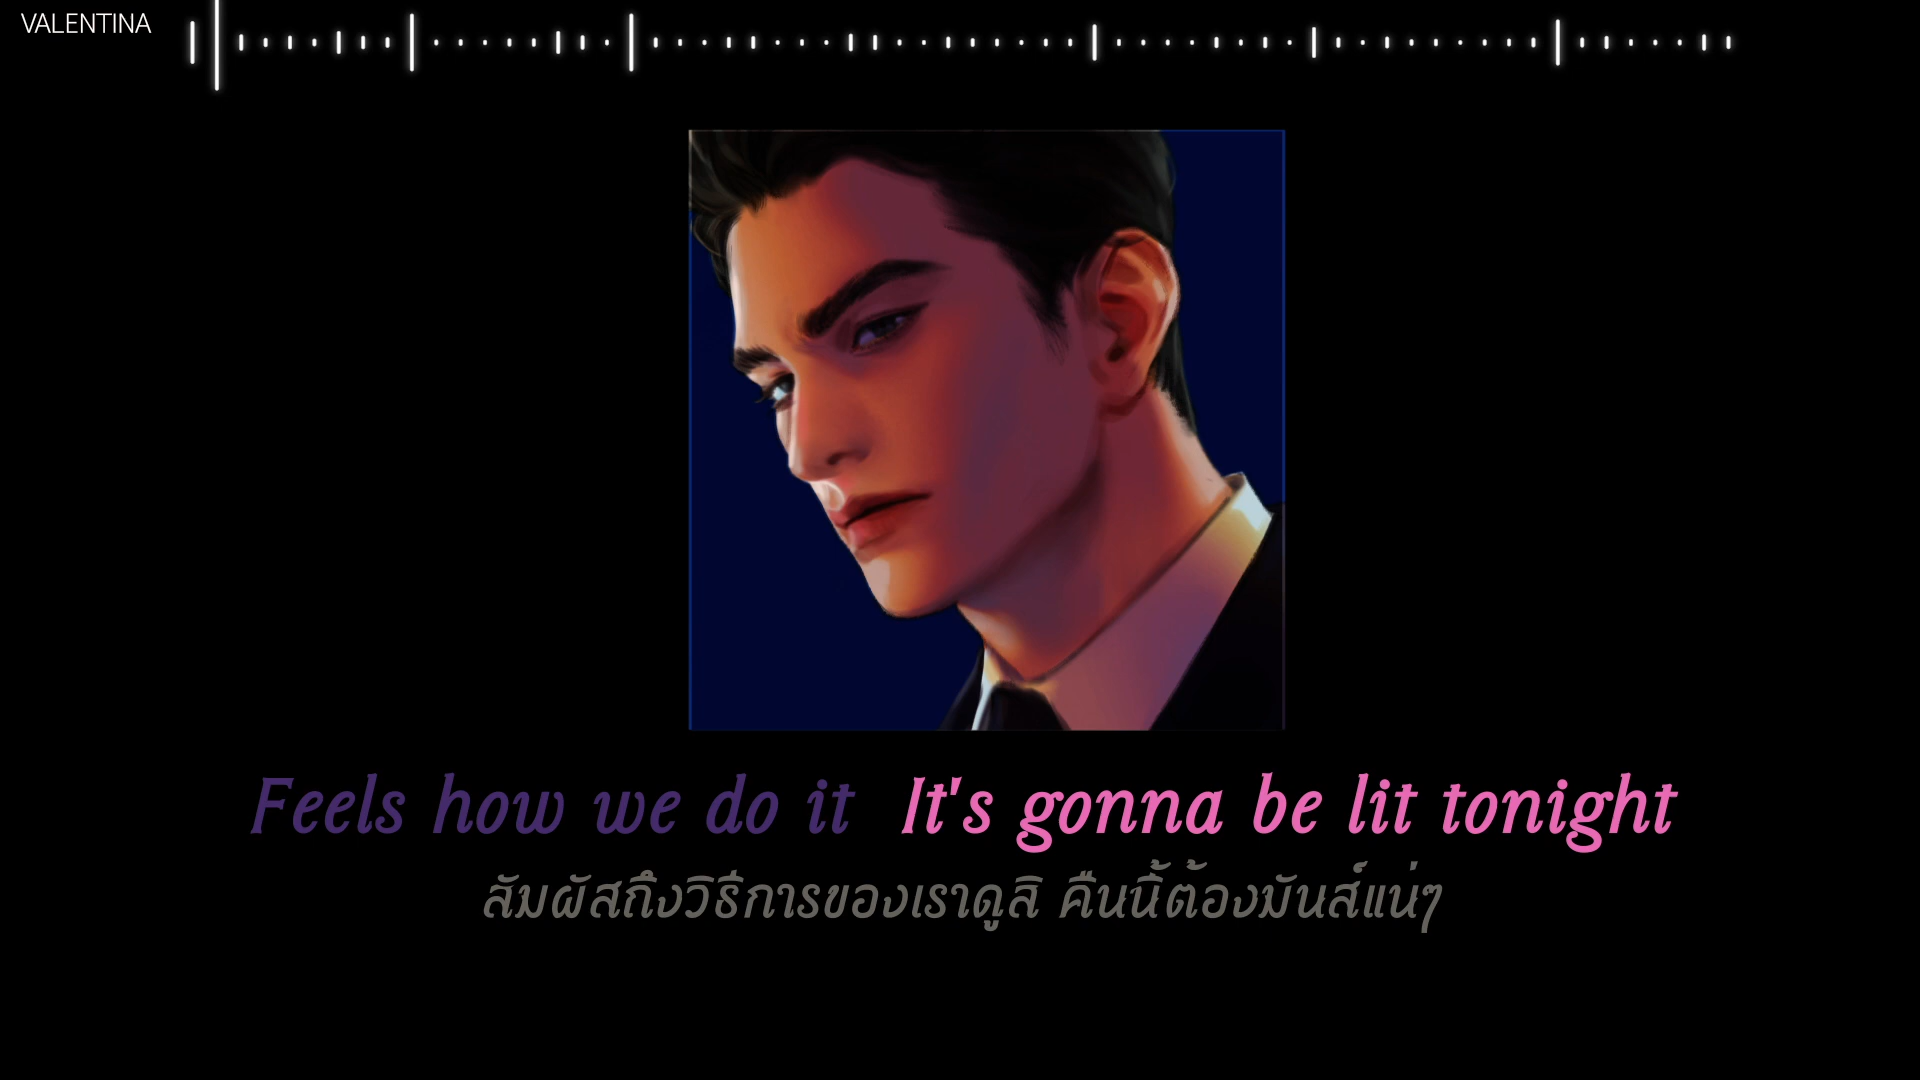 VALENTINA
Feels how we do it It's gonna be lit tonight
สัมผัสถึงวิธีการของเราดูสิ คืนนี้ต้องมันส์แน่ๆ